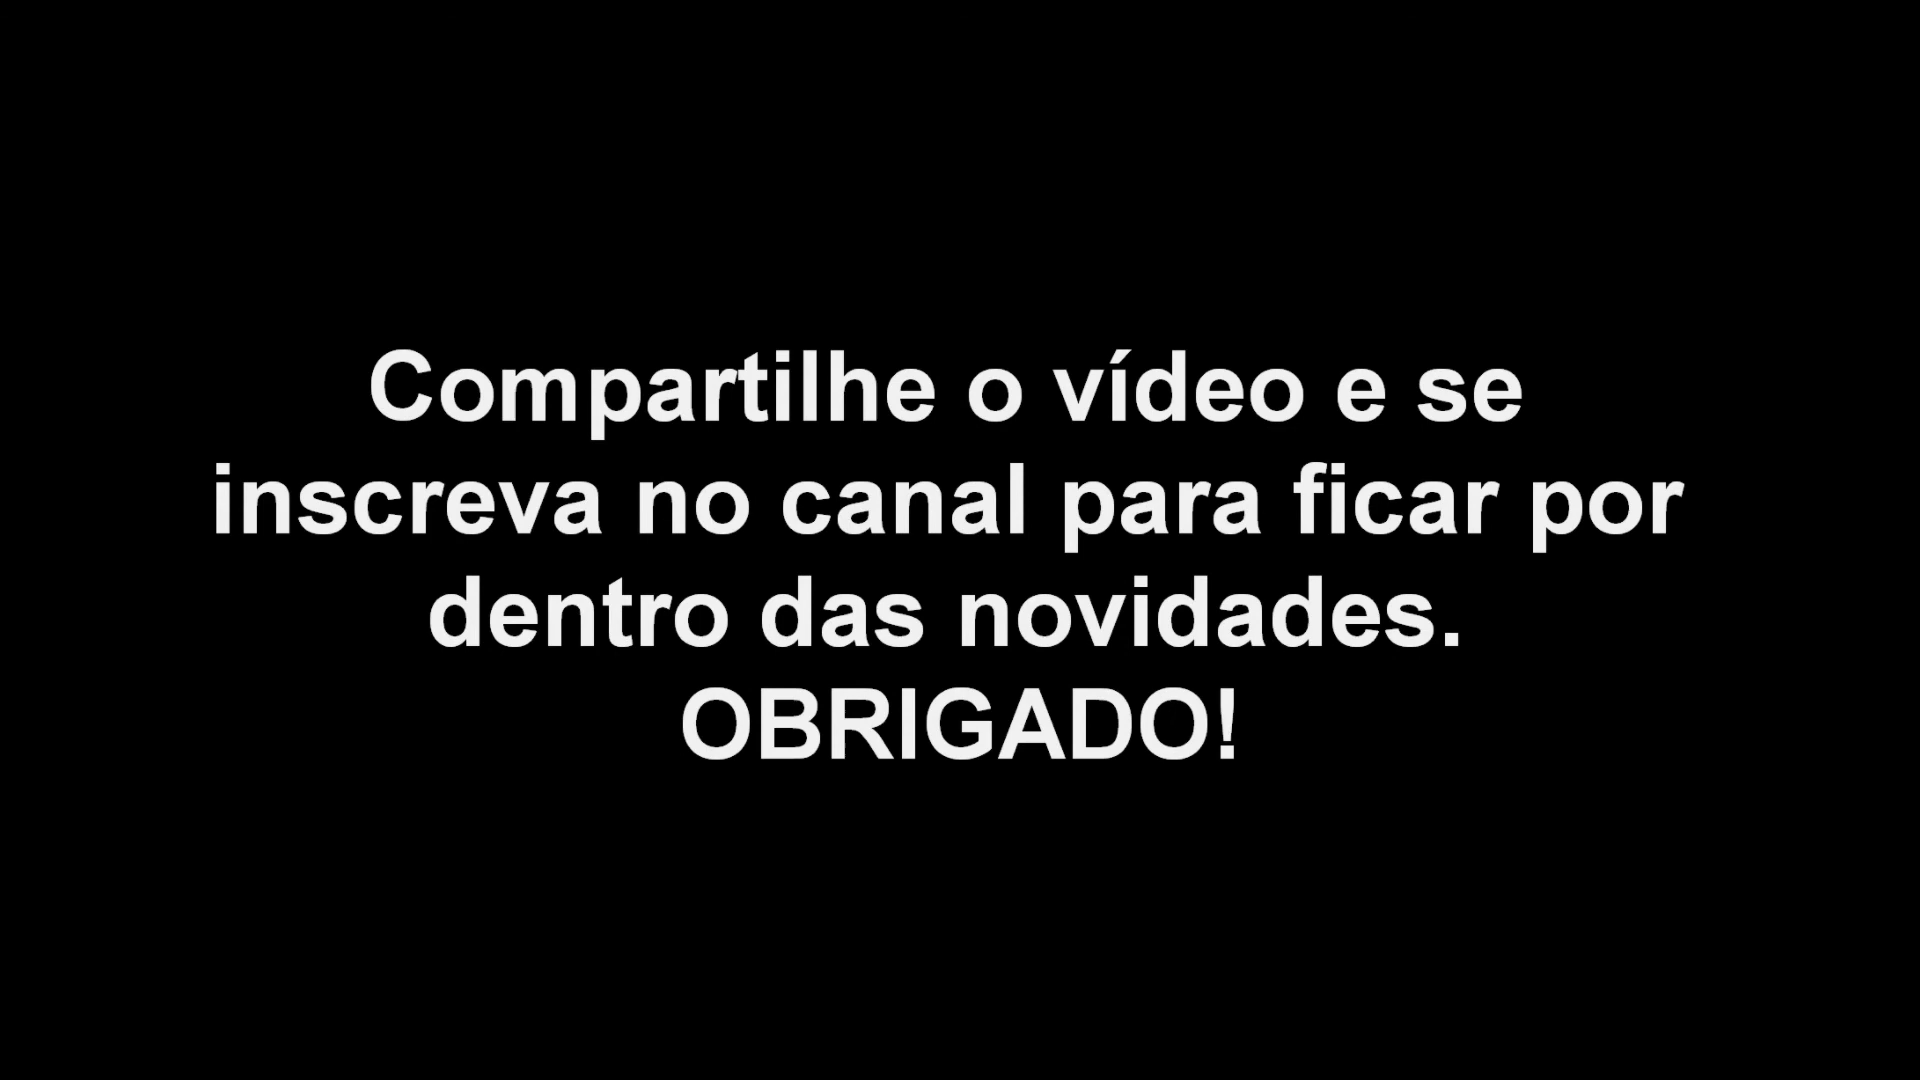 Compartilhe o vídeo e se
inscreva no canal para ficar por
dentro das novidades.
OBRIGADO!